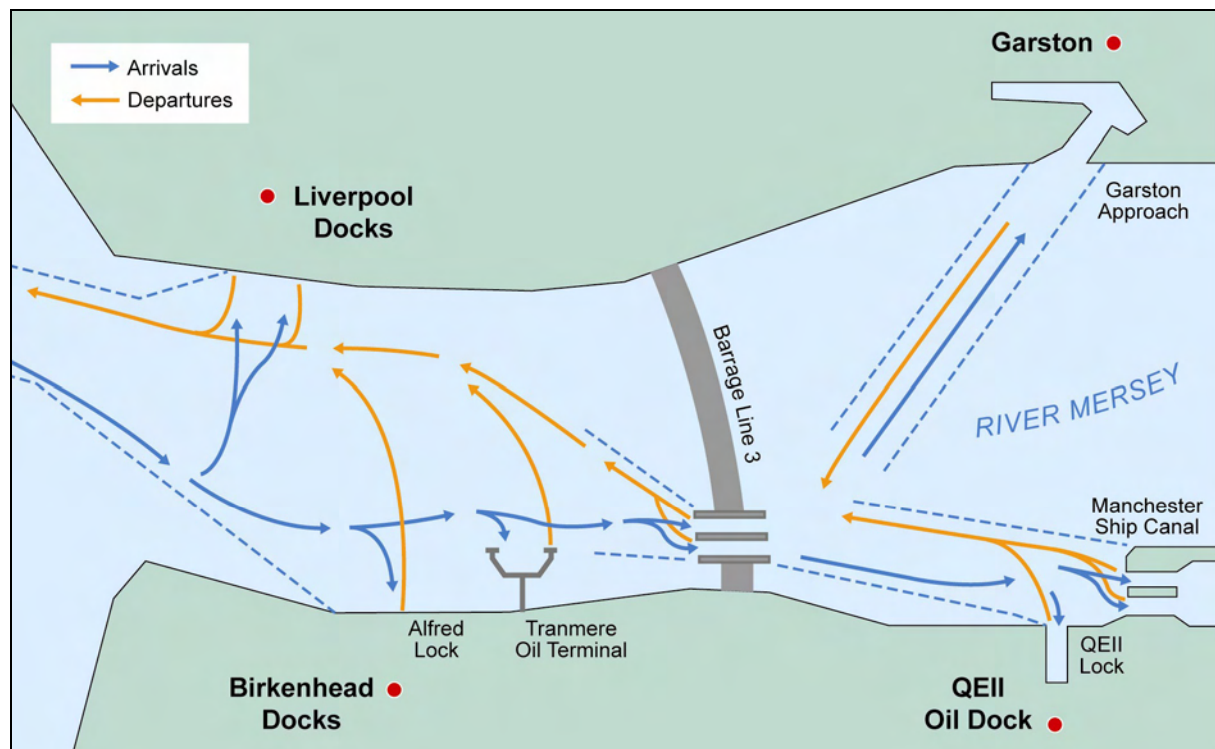 Arrivals
Departures
Garston
Liverpool
Docks
Garston
Approach
Barrage Line 3
RIVER MERSEY
Manchester
Ship Canal
Alfred
Lock
Tranmere
Oil Terminal
QEII
Lock
Birkenhead
Docks
QEII
Oil Dock